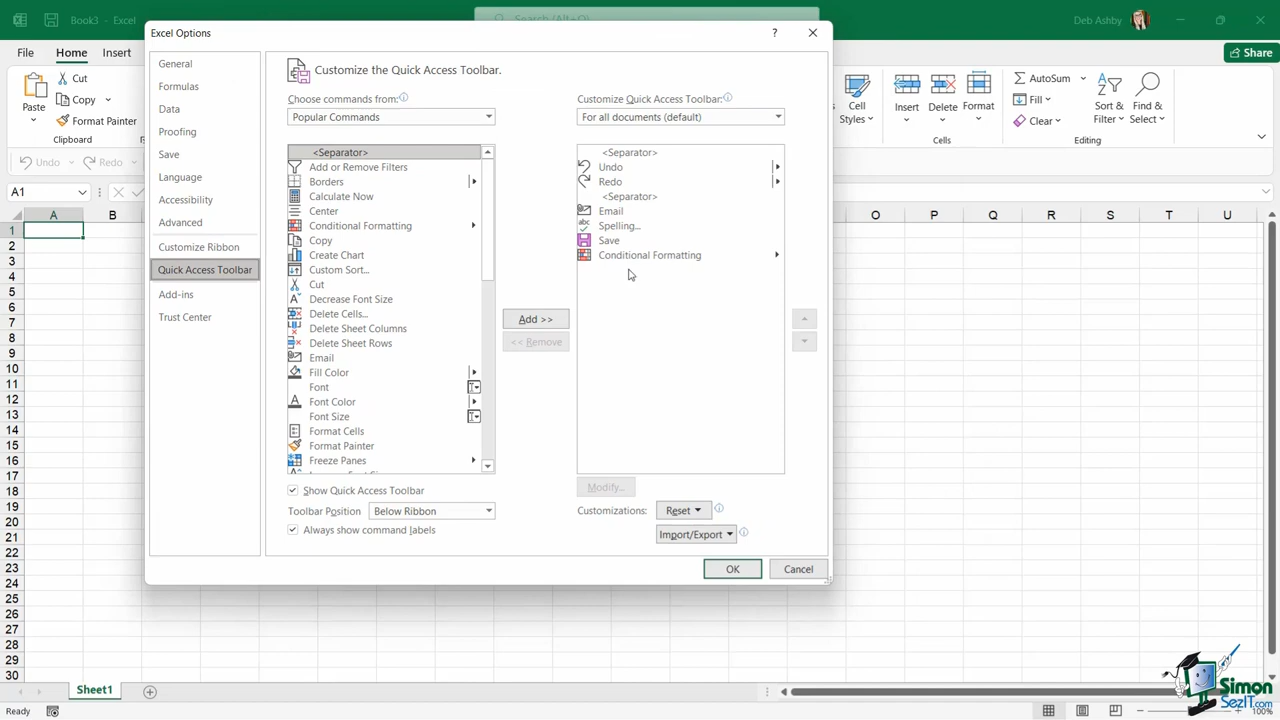 Book3 - Excel
Search (Alt+Q)
Deb Ashby
File
Home
Insert
Share
Paste
Cut
Copy
Format Painter
Clipboard
Cell Styles
Insert
Delete
Format
Cells
AutoSum
Fill
Clear
Sort & Filter
Find & Select
Editing
Undo
Redo
A1
Excel Options
?
General
Formulas
Data
Proofing
Save
Language
Accessibility
Advanced
Customize Ribbon
Quick Access Toolbar
Add-ins
Trust Center
Customize the Quick Access Toolbar.
Choose commands from:
Popular Commands
<Separator>
Add or Remove Filters
Borders
Calculate Now
Center
Conditional Formatting
Copy
Create Chart
Custom Sort...
Cut
Decrease Font Size
Delete Cells...
Delete Sheet Columns
Delete Sheet Rows
Email
Fill Color
Font
Font Color
Font Size
Format Cells
Format Painter
Freeze Panes
Show Quick Access Toolbar
Toolbar Position
Below Ribbon
Always show command labels
Add >>
<< Remove
Customize Quick Access Toolbar:
For all documents (default)
<Separator>
Undo
Redo
<Separator>
Email
Spelling...
Save
Conditional Formatting
Modify...
Customizations:
Reset
Import/Export
OK
Cancel
A B O P Q R S T U
1
2
3
4
5
6
7
8
9
10
11
12
13
14
15
16
17
18
19
20
21
22
23
24
25
26
27
28
29
30
Sheet1
Ready
100%
Simon
SezIT.com